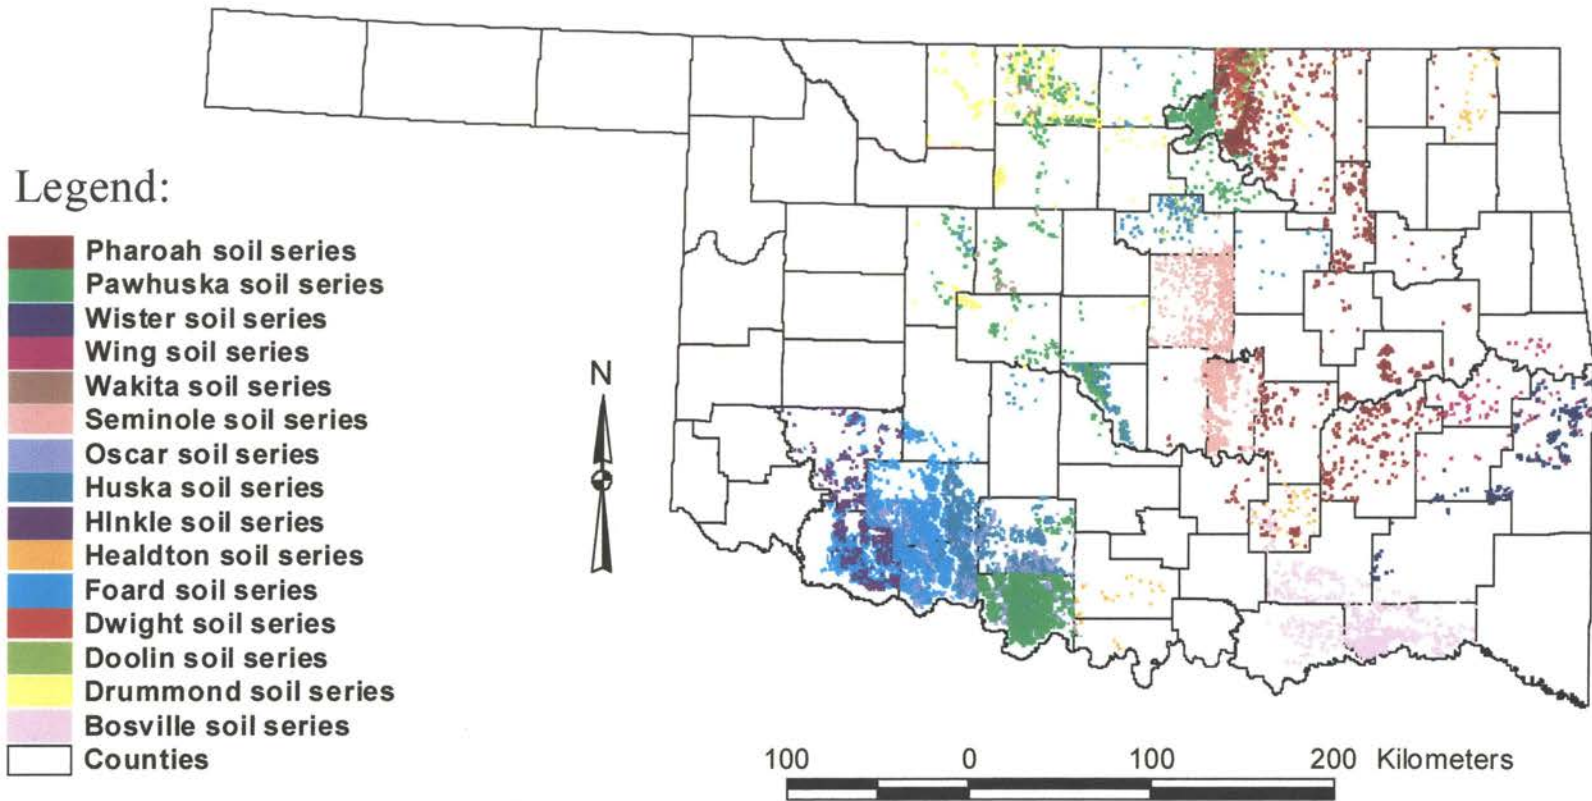 Legend:
Pharoah soil series
Pawhuska soil series
Wister soil series
Wing soil series
Wakita soil series
Seminole soil series
Oscar soil series
Huska soil series
HInkle soil series
Healdton soil series
Foard soil series
Dwight soil series
Doolin soil series
Drummond soil series
Bosville soil series
Counties
N
100 0 100 200 Kilometers